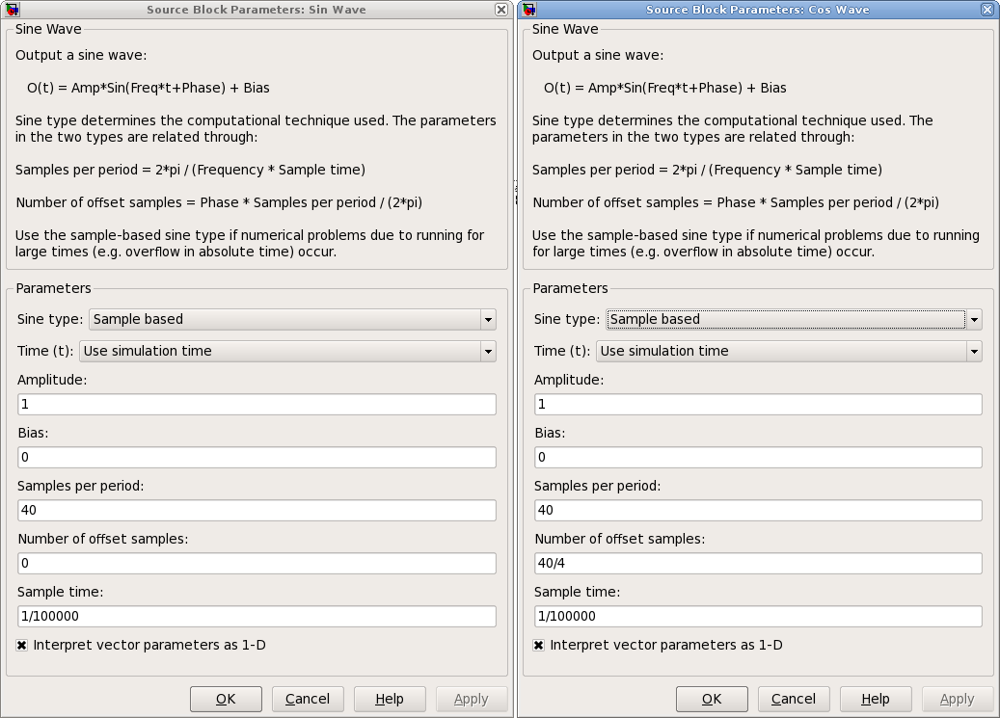 Source Block Parameters: Sin Wave
Sine Wave
Output a sine wave:
O(t) = Amp*Sin(Freq*t+Phase) + Bias
Sine type determines the computational technique used. The parameters
in the two types are related through:
Samples per period = 2*pi / (Frequency * Sample time)
Number of offset samples = Phase * Samples per period / (2*pi)
Use the sample-based sine type if numerical problems due to running for
large times (e.g. overflow in absolute time) occur.
Parameters
Sine type: Sample based
Time (t): Use simulation time
Amplitude:
1
Bias:
0
Samples per period:
40
Number of offset samples:
0
Sample time:
1/100000
Interpret vector parameters as 1-D
OK Cancel Help Apply
Source Block Parameters: Cos Wave
Sine Wave
Output a sine wave:
O(t) = Amp*Sin(Freq*t+Phase) + Bias
Sine type determines the computational technique used. The
parameters in the two types are related through:
Samples per period = 2*pi / (Frequency * Sample time)
Number of offset samples = Phase * Samples per period / (2*pi)
Use the sample-based sine type if numerical problems due to running
for large times (e.g. overflow in absolute time) occur.
Parameters
Sine type: Sample based
Time (t): Use simulation time
Amplitude:
1
Bias:
0
Samples per period:
40
Number of offset samples:
40/4
Sample time:
1/100000
Interpret vector parameters as 1-D
OK Cancel Help Apply